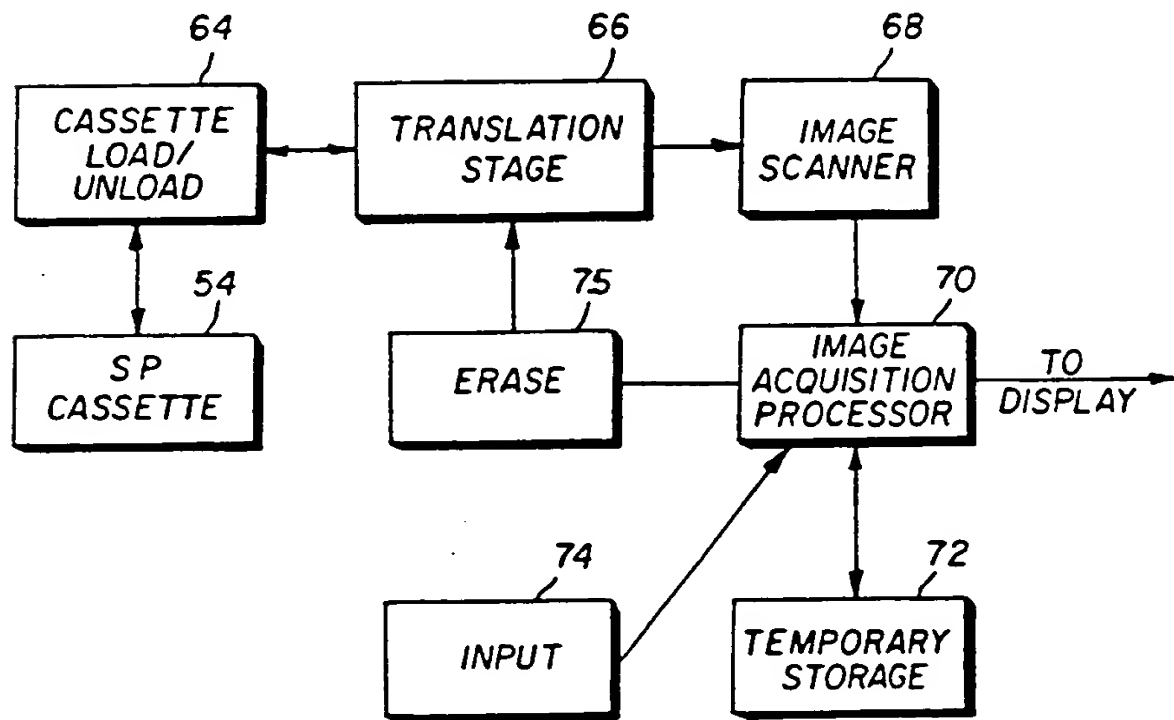 64
66
68
CASSETTE
LOAD/
UNLOAD
TRANSLATION
STAGE
IMAGE
SCANNER
54
75
70
SP
CASSETTE
ERASE
IMAGE
ACQUISITION
PROCESSOR
TO
DISPLAY
74
72
INPUT
TEMPORARY
STORAGE